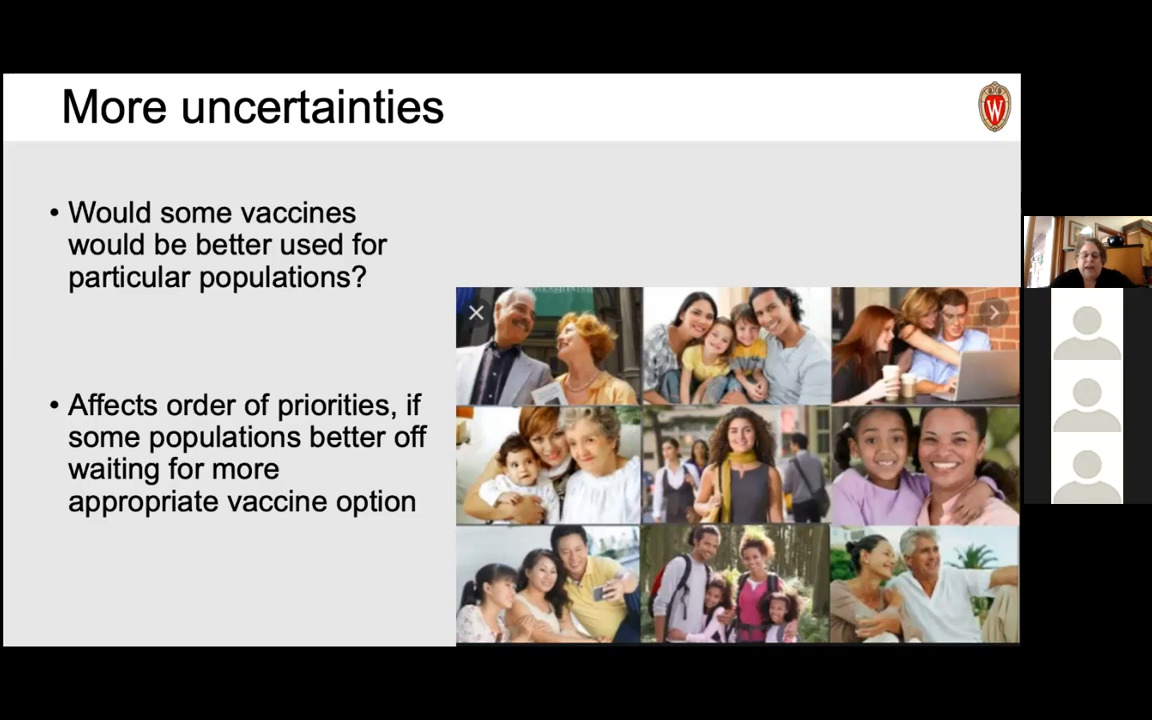 More uncertainties
W
• Would some vaccines
would be better used for
particular populations?
• Affects order of priorities, if
some populations better off
waiting for more
appropriate vaccine option